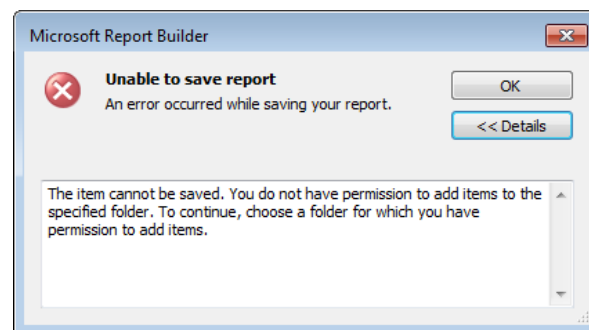 Microsoft Report Builder
Unable to save report
OK
An error occurred while saving your report.
<< Details
The item cannot be saved. You do not have permission to add items to the
specified folder. To continue, choose a folder for which you have
permission to add items.